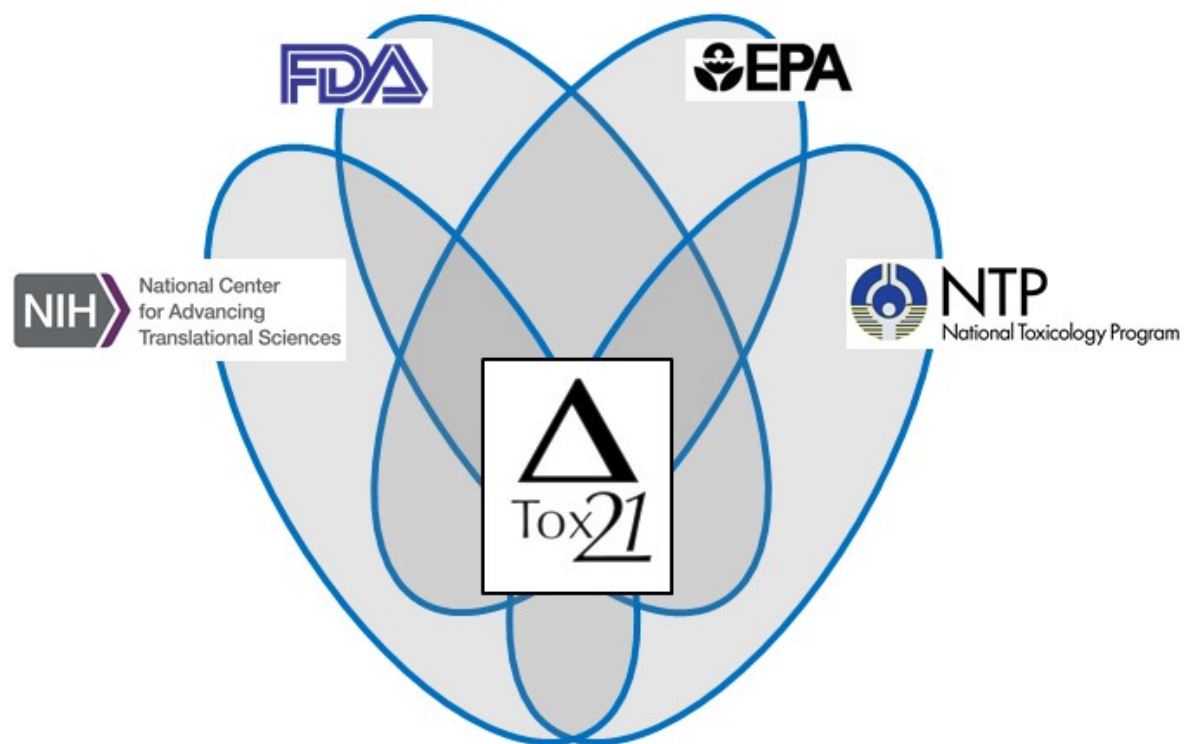 FDA
EPA
NIH
National Center
for Advancing
Translational Sciences
NTP
National Toxicology Program
Tox21